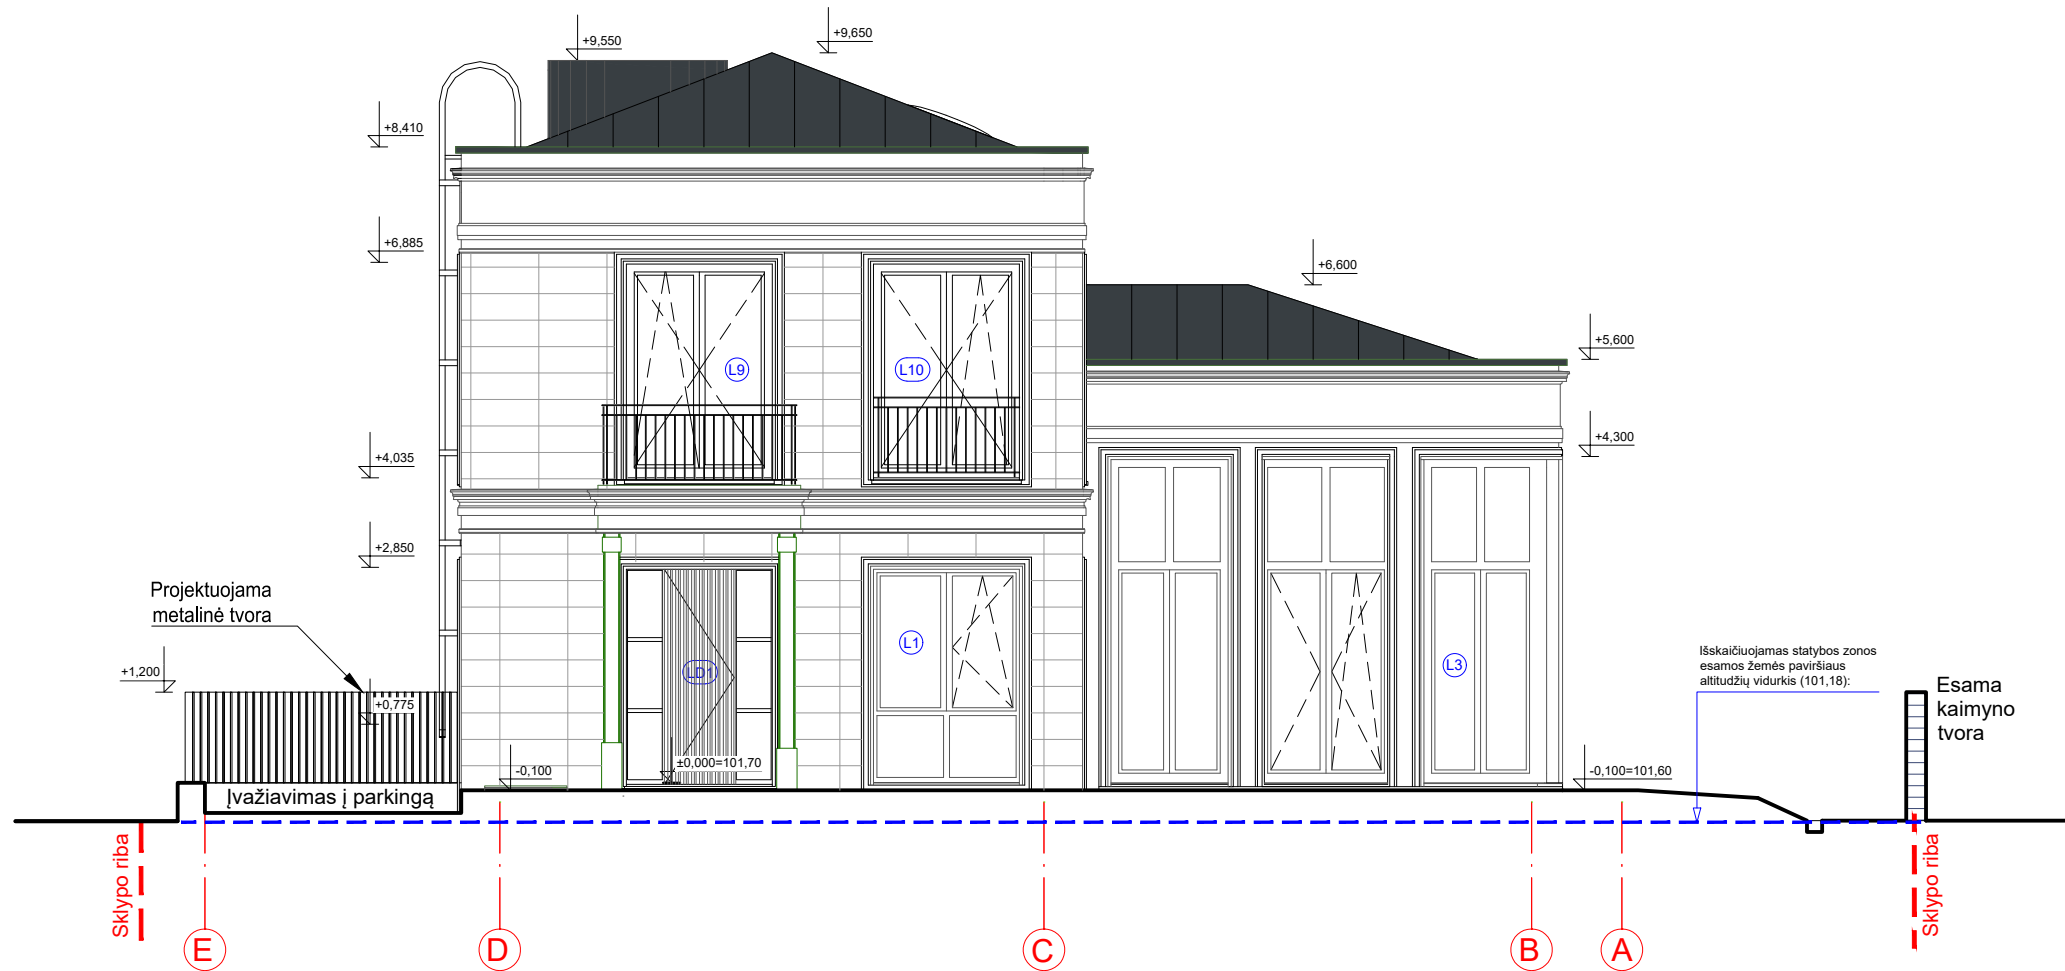 +9,550
+9,650
+8,410
+6,885
+6,600
+5,600
L9
L10
+4,300
+4,035
+2,850
Projektuojama
metalinė tvora
+1,200
+0,775
LD1
L1
L3
Išskaičiuojamas statybos zonos
esamos žemės paviršiaus
altitudžių vidurkis (101,18):
Esama
kaimyno
tvora
-0,100
±0,000=101,70
-0,100=101,60
Įvažiavimas į parkingą
Sklypo riba
Sklypo riba
E
D
C
B
A